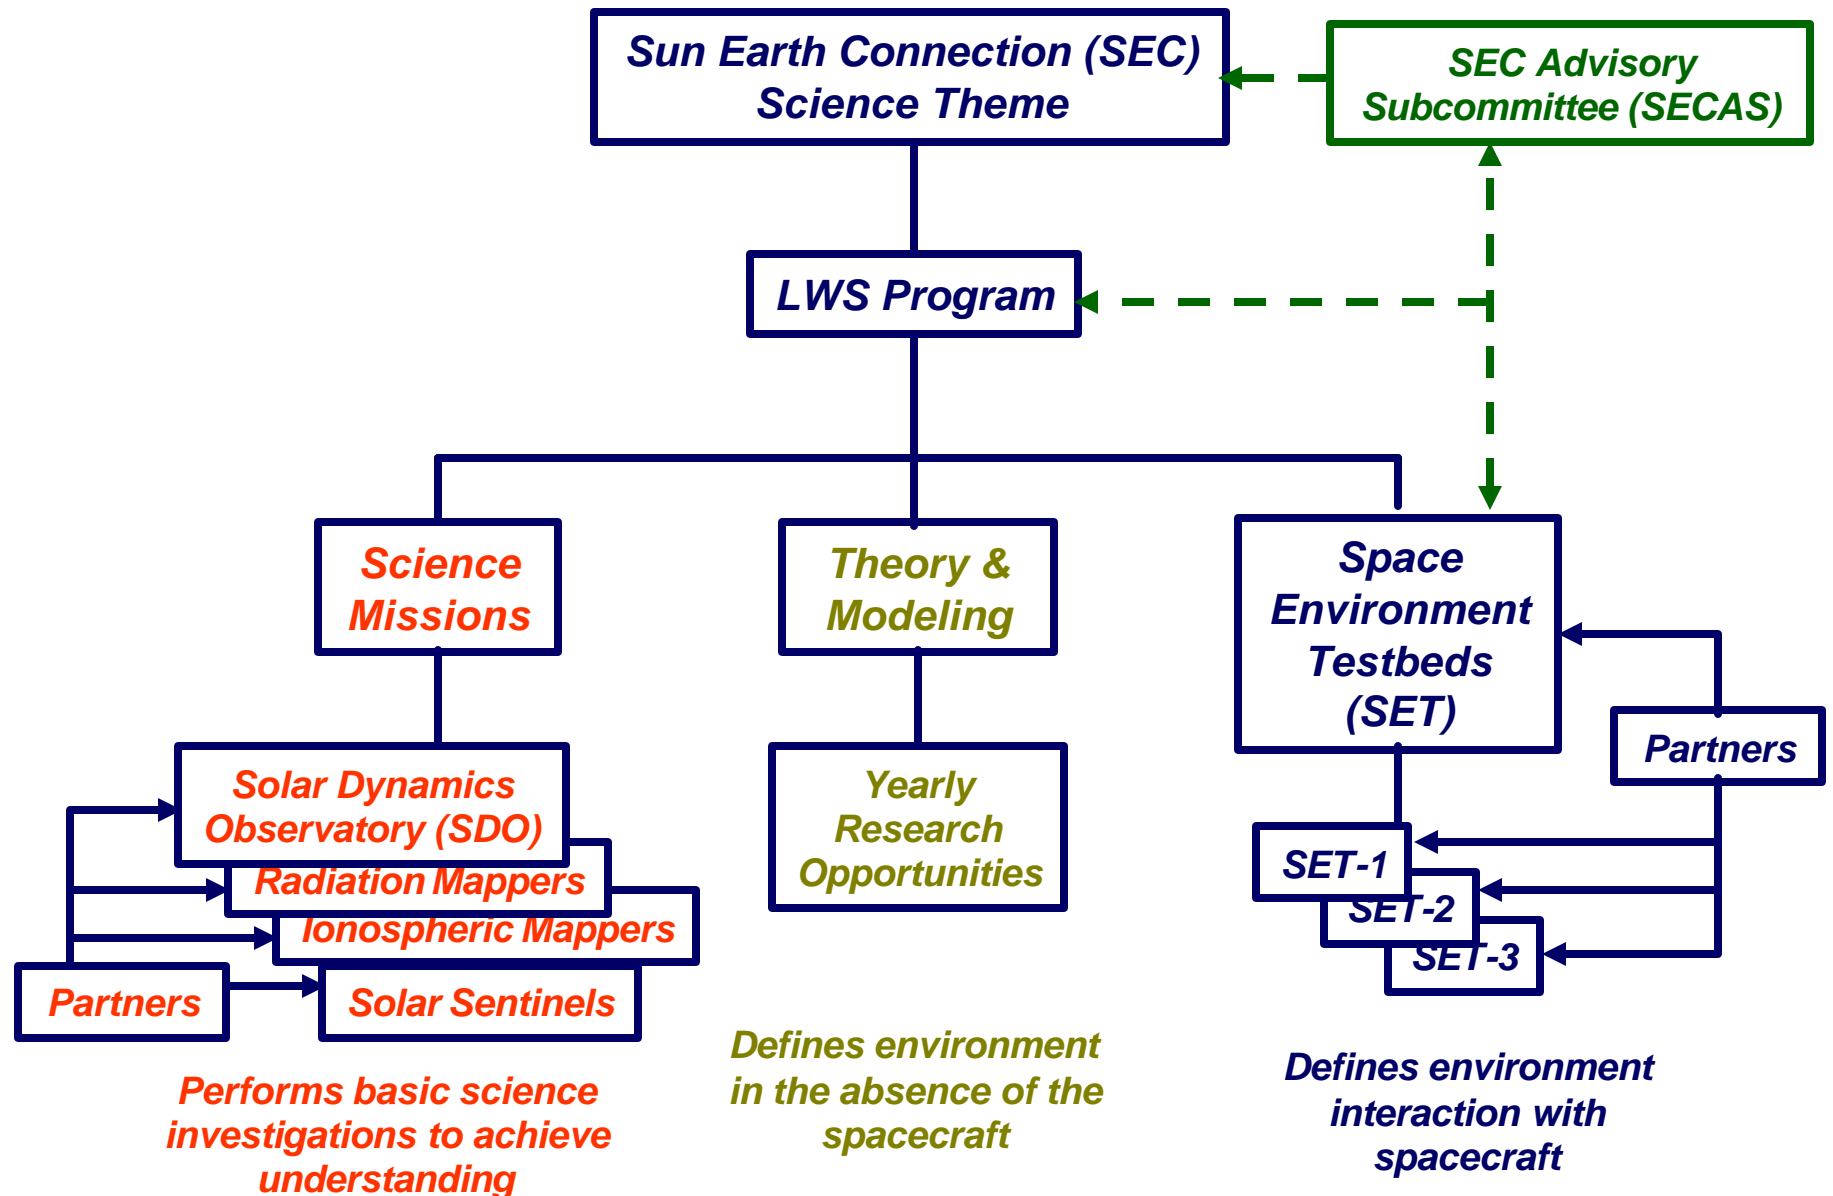 Sun Earth Connection (SEC)
Science Theme
SEC Advisory
Subcommittee (SECAS)
LWS Program
Science
Missions
Theory &
Modeling
Space
Environment
Testbeds
(SET)
Partners
Solar Dynamics
Observatory (SDO)
Radiation Mappers
Ionospheric Mappers
Solar Sentinels
Partners
Yearly
Research
Opportunities
SET-1
SET-2
SET-3
Performs basic science
investigations to achieve
understanding
Defines environment
in the absence of the
spacecraft
Defines environment
interaction with
spacecraft